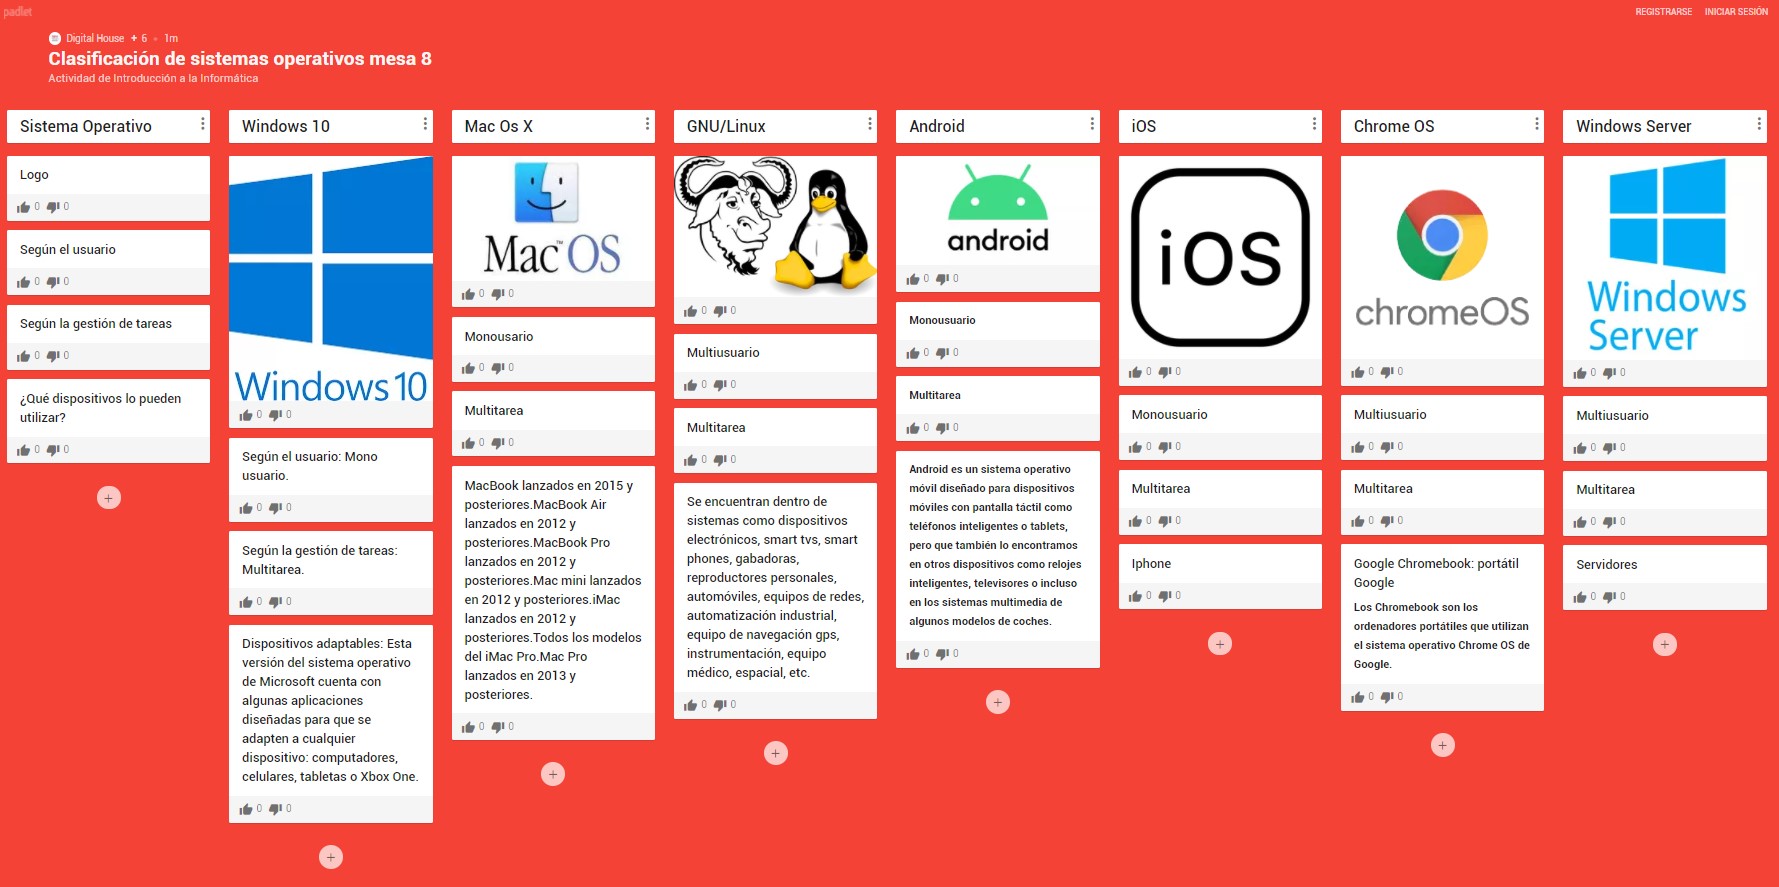 padlet
REGISTRARSE
INICIAR SESIÓN
Digital House + 6 • 1m
Clasificación de sistemas operativos mesa 8
Actividad de Introducción a la Informática
Sistema Operativo
Logo
0 0
Según el usuario
0 0
Según la gestión de tareas
0 0
¿Qué dispositivos lo pueden
utilizar?
0 0
Windows 10
Windows 10
0 0
Según el usuario: Mono
usuario.
0 0
Según la gestión de tareas:
Multitarea.
0 0
Dispositivos adaptables: Esta
versión del sistema operativo
de Microsoft cuenta con
algunas aplicaciones
diseñadas para que se
adapten a cualquier
dispositivo: computadores,
celulares, tabletas o Xbox One.
0 0
Mac Os X
Mac™OS
0 0
Monousario
0 0
Multitarea
0 0
MacBook lanzados en 2015 y
posteriores.MacBook Air
lanzados en 2012 y
posteriores.MacBook Pro
lanzados en 2012 y
posteriores.Mac mini lanzados
en 2012 y posteriores.iMac
lanzados en 2012 y
posteriores.Todos los modelos
del iMac Pro.Mac Pro
lanzados en 2013 y
posteriores.
0 0
GNU/Linux
0 0
Multiusuario
0 0
Multitarea
0 0
Se encuentran dentro de
sistemas como dispositivos
electrónicos, smart tvs, smart
phones, gabadoras,
reproductores personales,
automóviles, equipos de redes,
automatización industrial,
equipo de navegación gps,
instrumentación, equipo
médico, espacial, etc.
0 0
Android
android
0 0
Monousuario
0 0
Multitarea
0 0
Android es un sistema operativo
móvil diseñado para dispositivos
móviles con pantalla táctil como
teléfonos inteligentes o tablets,
pero que también lo encontramos
en otros dispositivos como relojes
inteligentes, televisores o incluso
en los sistemas multimedia de
algunos modelos de coches.
0 0
iOS
iOS
0 0
Monousuario
0 0
Multitarea
0 0
Iphone
0 0
Chrome OS
chromeOS
0 0
Multiusuario
0 0
Multitarea
0 0
Google Chromebook: portátil
Google
Los Chromebook son los
ordenadores portátiles que utilizan
el sistema operativo Chrome OS de
Google.
0 0
Windows Server
Windows
Server
0 0
Multiusuario
0 0
Multitarea
0 0
Servidores
0 0